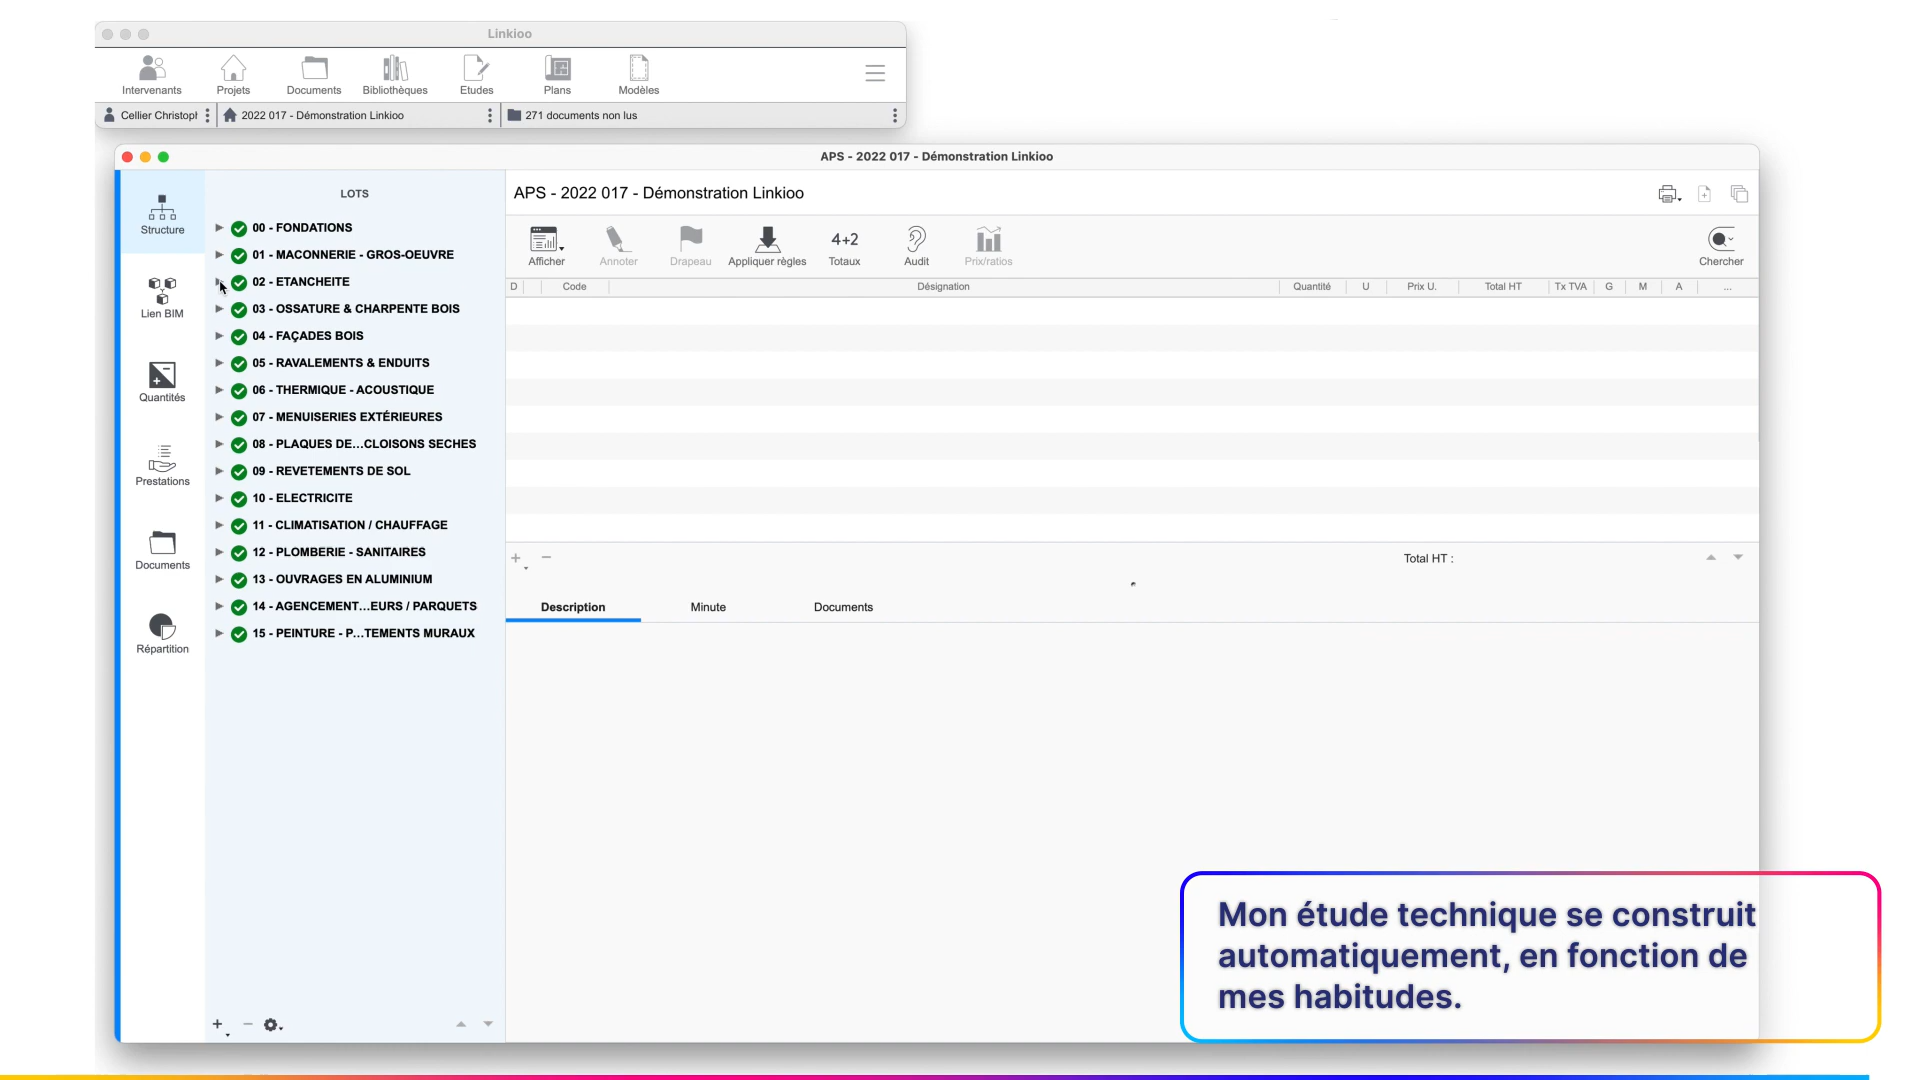 Linkioo
Intervenants
Projets
Documents
Bibliothèques
Etudes
Plans
Modèles
Cellier Christoph
2022 017 - Démonstration Linkioo
271 documents non lus
APS - 2022 017 - Démonstration Linkioo
Structure
Lien BIM
Quantités
Prestations
Documents
Répartition
LOTS
00 - FONDATIONS
01 - MACONNERIE - GROS-OEUVRE
02 - ETANCHEITE
03 - OSSATURE & CHARPENTE BOIS
04 - FAÇADES BOIS
05 - RAVALEMENTS & ENDUITS
06 - THERMIQUE - ACOUSTIQUE
07 - MENUISERIES EXTÉRIEURES
08 - PLAQUES DE...CLOISONS SECHES
09 - REVETEMENTS DE SOL
10 - ELECTRICITE
11 - CLIMATISATION / CHAUFFAGE
12 - PLOMBERIE - SANITAIRES
13 - OUVRAGES EN ALUMINIUM
14 - AGENCEMENT...EURS / PARQUETS
15 - PEINTURE - P...TEMENTS MURAUX
APS - 2022 017 - Démonstration Linkioo
Afficher
Annoter
Drapeau
Appliquer règles
4+2
Totaux
Audit
Prix/ratios
Chercher
D Code Désignation Quantité U Prix U. Total HT Tx TVA G M A ...
Total HT :
Description
Minute
Documents
Mon étude technique se construit
automatiquement, en fonction de
mes habitudes.